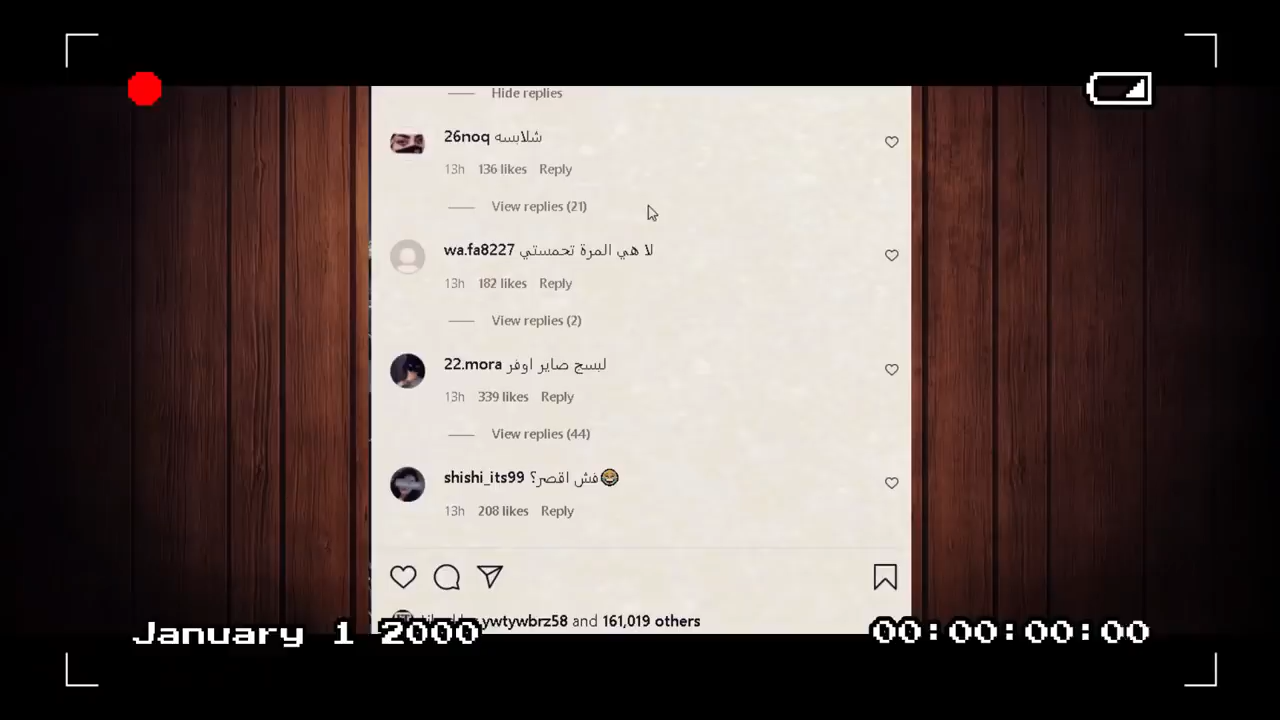 Hide replies
26noq شلابسه
13h 136 likes Reply
View replies (21)
wa.fa8227 لا هي المرة تحمستي
13h 182 likes Reply
View replies (2)
22.mora لبسج صاير اوفر
13h 339 likes Reply
View replies (44)
shishi_its99 فش اقصر؟😂
13h 208 likes Reply
ywtywbrz58 and 161,019 others
January 1 2000
00:00:00:00